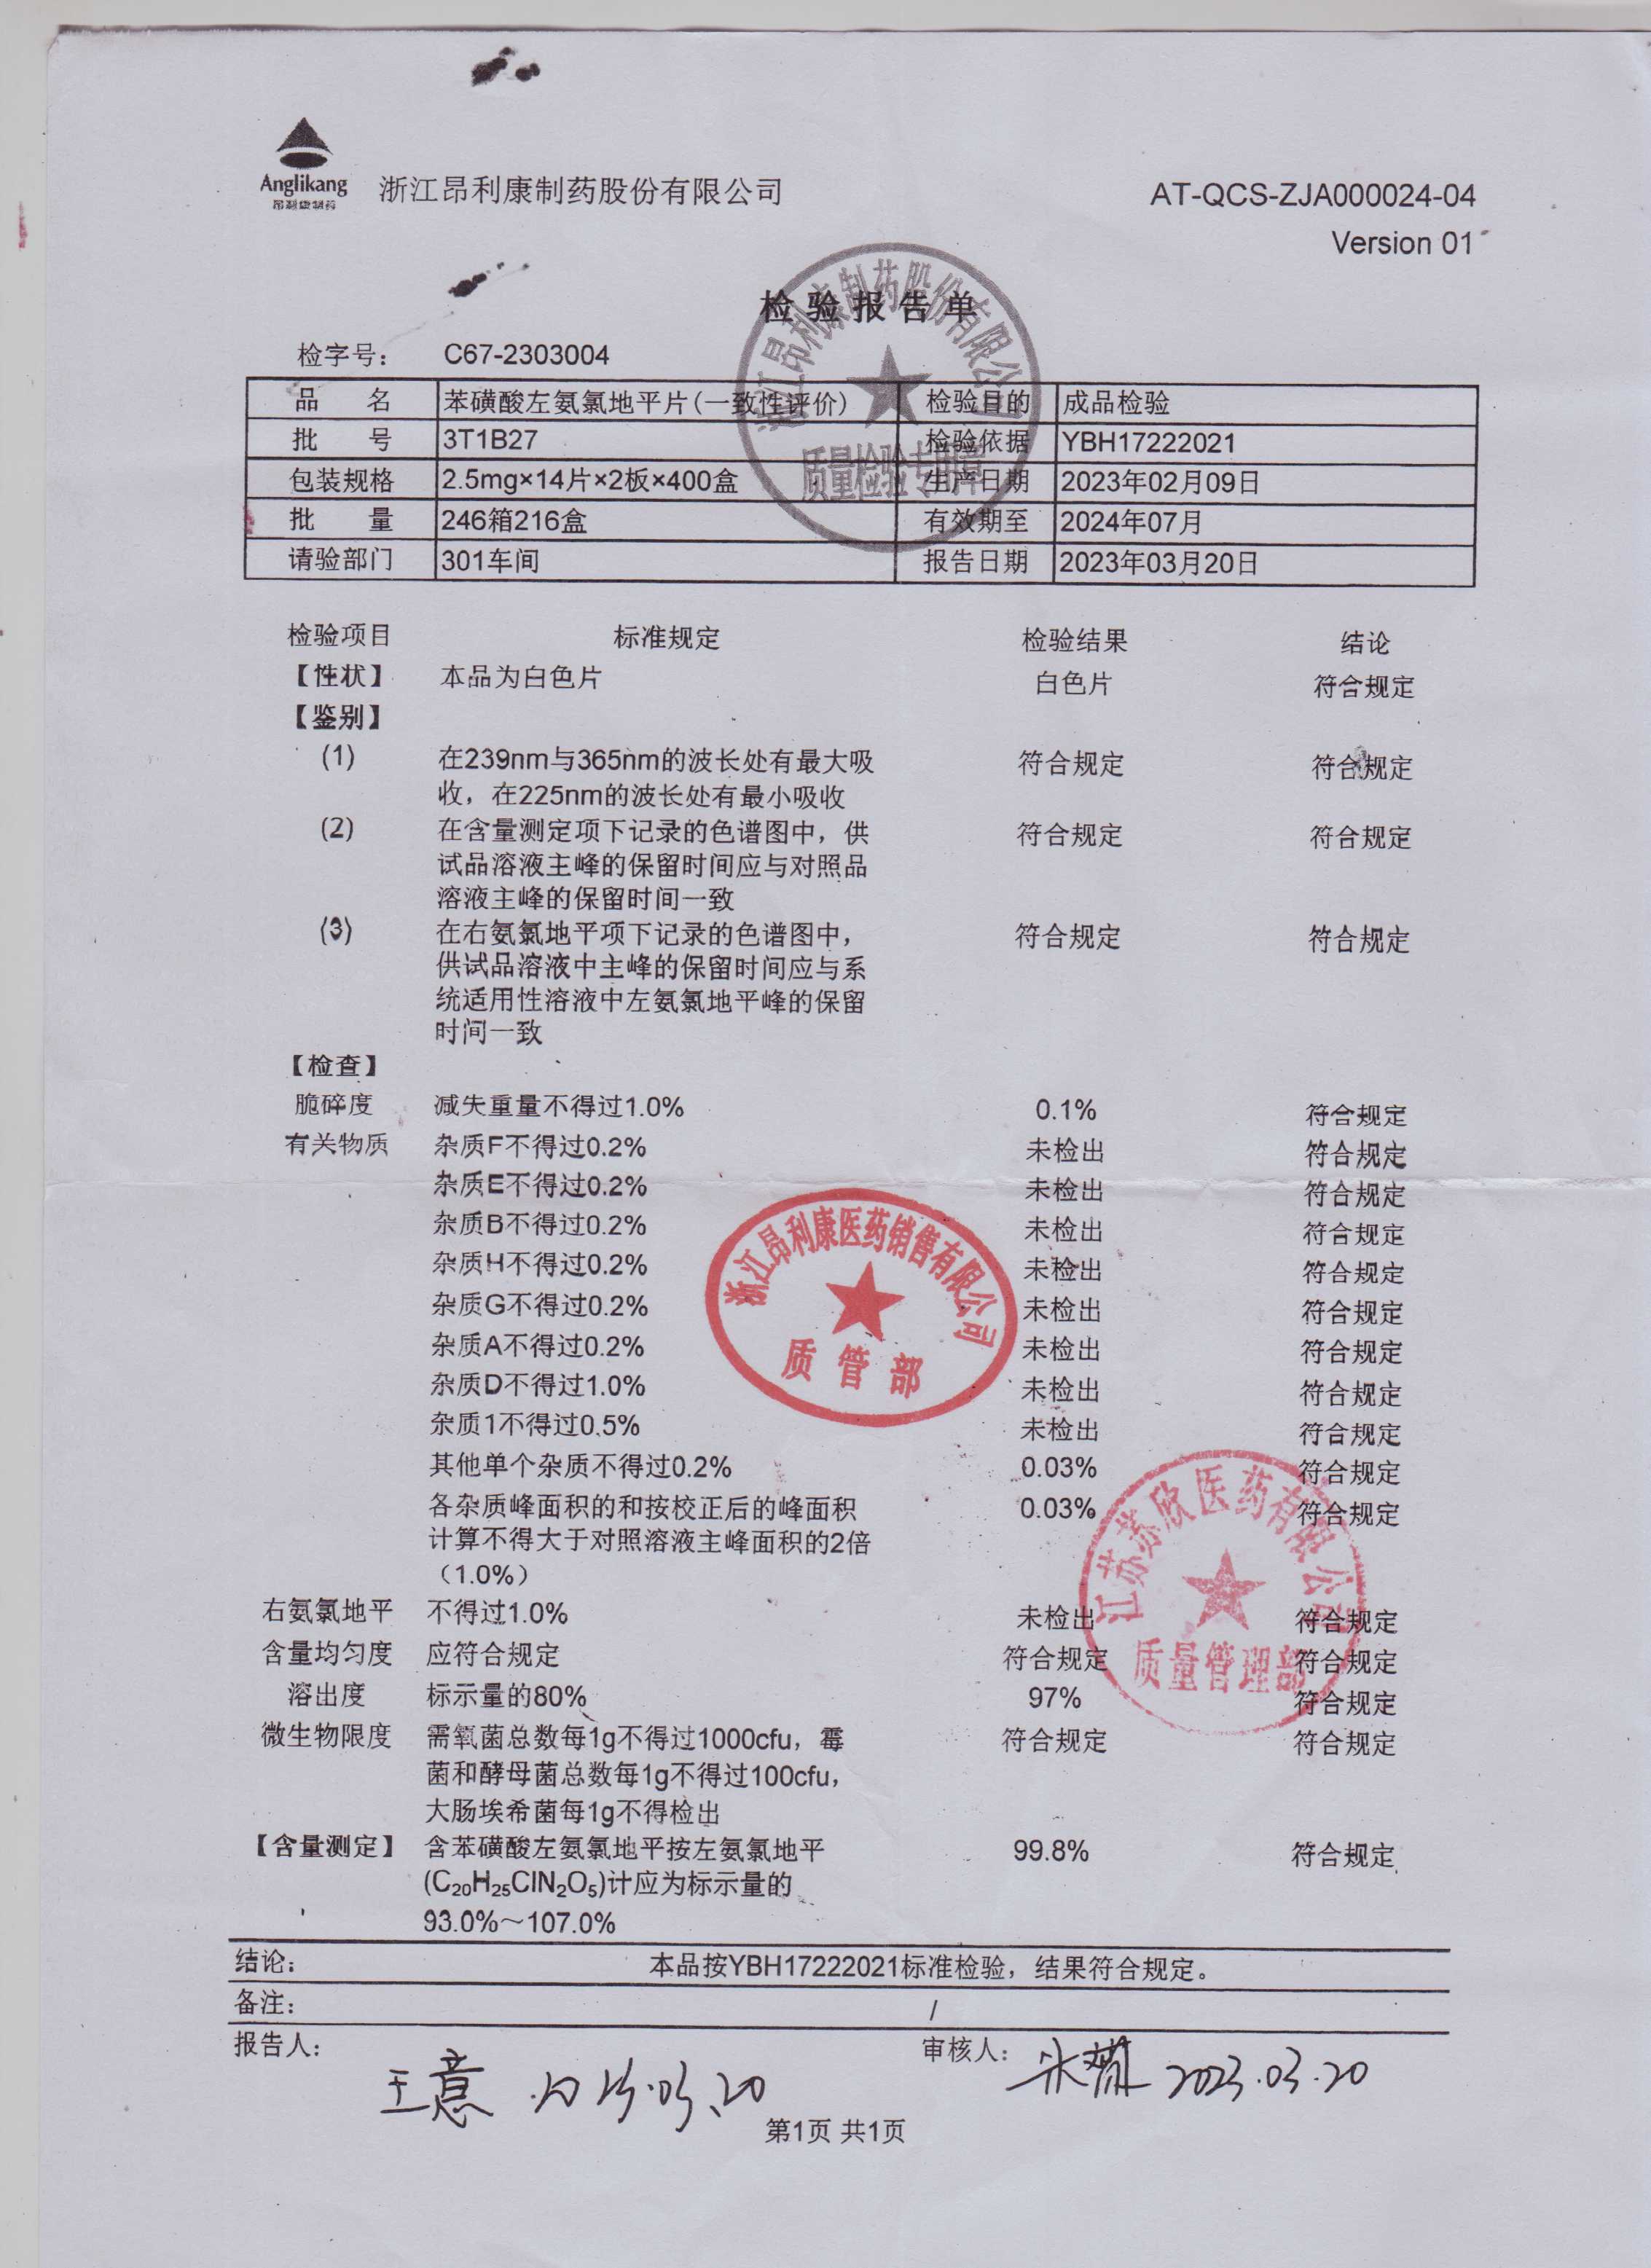 Anglikang
昂利康制药
浙江昂利康制药股份有限公司
AT-QCS-ZJA000024-04
Version 01
检验报告单
浙江昂利康制药股份有限公司
质量检验专用章
检字号： C67-2303004
品 名 苯磺酸左氨氯地平片(一致性评价) 检验目的 成品检验
批 号 3T1B27 检验依据 YBH17222021
包装规格 2.5mg×14片×2板×400盒 生产日期 2023年02月09日
批 量 246箱216盒 有效期至 2024年07月
请验部门 301车间 报告日期 2023年03月20日
检验项目 标准规定 检验结果 结论
【性状】 本品为白色片 白色片 符合规定
【鉴别】
(1) 在239nm与365nm的波长处有最大吸 符合规定 符合规定
收，在225nm的波长处有最小吸收
(2) 在含量测定项下记录的色谱图中，供 符合规定 符合规定
试品溶液主峰的保留时间应与对照品
溶液主峰的保留时间一致
(3) 在右氨氯地平项下记录的色谱图中， 符合规定 符合规定
供试品溶液中主峰的保留时间应与系
统适用性溶液中左氨氯地平峰的保留
时间一致
【检查】
脆碎度 减失重量不得过1.0% 0.1% 符合规定
有关物质 杂质F不得过0.2% 未检出 符合规定
杂质E不得过0.2% 未检出 符合规定
杂质B不得过0.2% 未检出 符合规定
杂质H不得过0.2% 未检出 符合规定
杂质G不得过0.2% 未检出 符合规定
杂质A不得过0.2% 未检出 符合规定
杂质D不得过1.0% 未检出 符合规定
杂质1不得过0.5% 未检出 符合规定
浙江昂利康医药销售有限公司
质管部
其他单个杂质不得过0.2% 0.03% 符合规定
各杂质峰面积的和按校正后的峰面积 0.03% 符合规定
计算不得大于对照溶液主峰面积的2倍
（1.0%）
右氨氯地平 不得过1.0% 未检出 符合规定
含量均匀度 应符合规定 符合规定 符合规定
溶出度 标示量的80% 97% 符合规定
江苏苏欣医药有限公司
质量管理部
微生物限度 需氧菌总数每1g不得过1000cfu，霉 符合规定 符合规定
菌和酵母菌总数每1g不得过100cfu，
大肠埃希菌每1g不得检出
【含量测定】 含苯磺酸左氨氯地平按左氨氯地平 99.8% 符合规定
(C₂₀H₂₅ClN₂O₅)计应为标示量的
93.0%～107.0%
结论： 本品按YBH17222021标准检验，结果符合规定。
备注： /
报告人： 王意 2023.03.20 审核人： 2023.03.20
第1页 共1页